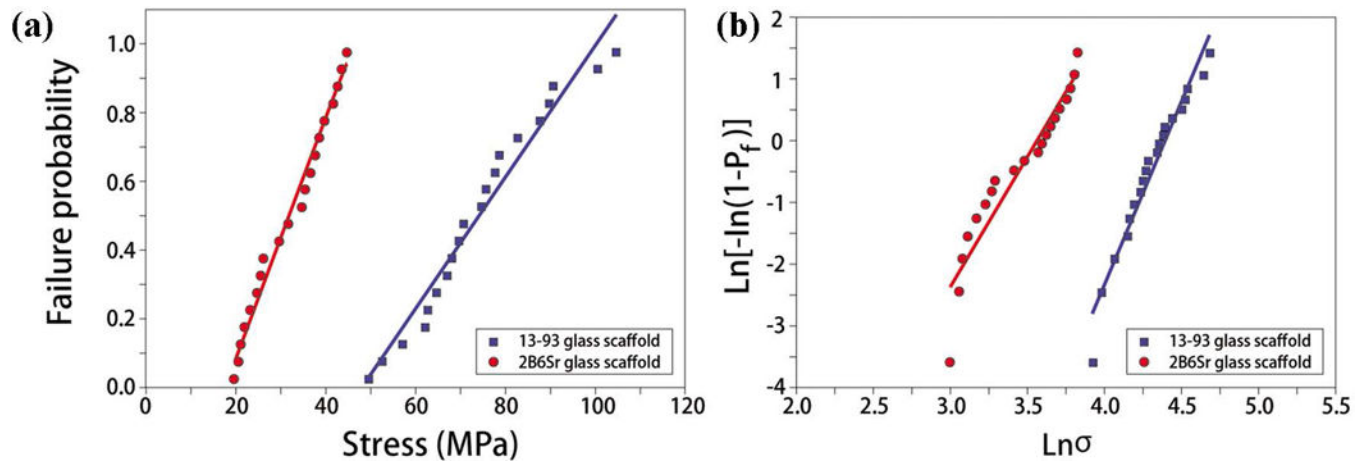 (a)
Failure probability
1.0
0.8
0.6
0.4
0.2
0.0
0 20 40 60 80 100 120
Stress (MPa)
13-93 glass scaffold
2B6Sr glass scaffold
(b)
Ln[-ln(1-Pf)]
2
1
0
-1
-2
-3
-4
2.0 2.5 3.0 3.5 4.0 4.5 5.0 5.5
Lnσ
13-93 glass scaffold
2B6Sr glass scaffold